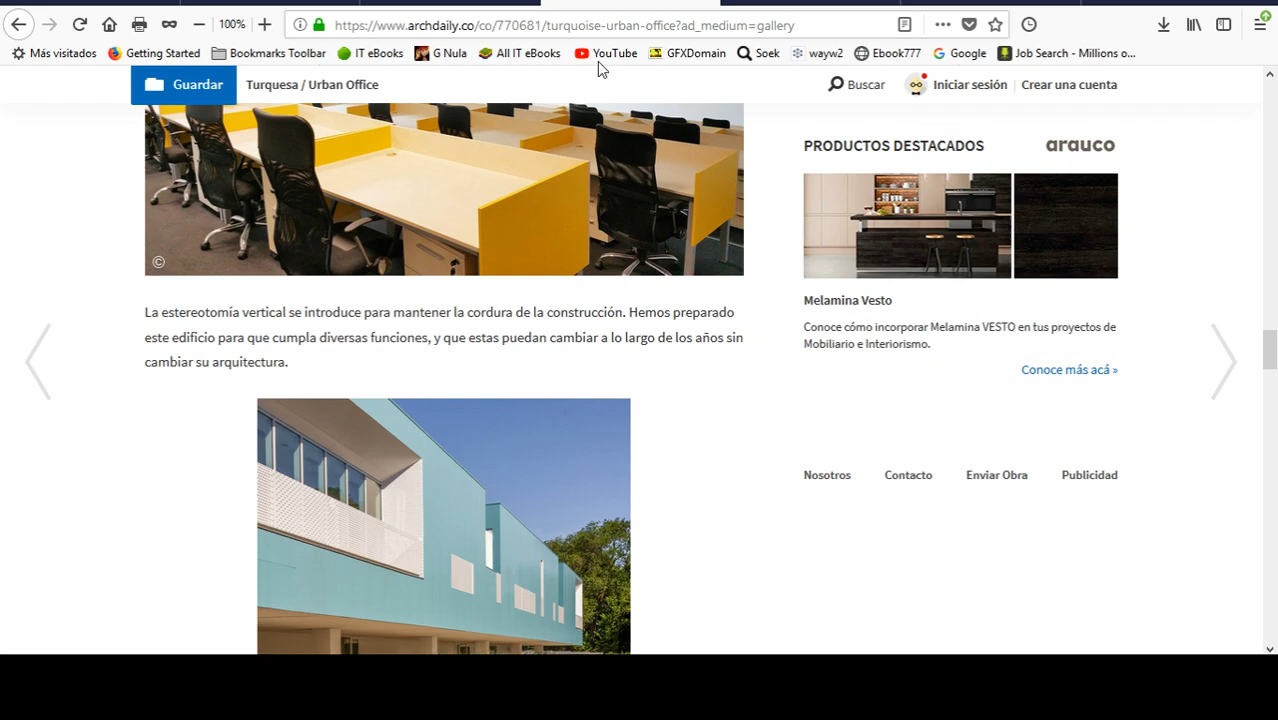 100%
https://www.archdaily.co/co/770681/turquoise-urban-office?ad_medium=gallery
Más visitados Getting Started Bookmarks Toolbar IT eBooks G Nula All IT eBooks YouTube GFXDomain Soek wayw2 Ebook777 Google Job Search - Millions o...
Guardar Turquesa / Urban Office Buscar Iniciar sesión Crear una cuenta
PRODUCTOS DESTACADOS arauco
©
Melamina Vesto
Conoce cómo incorporar Melamina VESTO en tus proyectos de
Mobiliario e Interiorismo.
Conoce más acá »
La estereotomía vertical se introduce para mantener la cordura de la construcción. Hemos preparado
este edificio para que cumpla diversas funciones, y que estas puedan cambiar a lo largo de los años sin
cambiar su arquitectura.
Nosotros Contacto Enviar Obra Publicidad